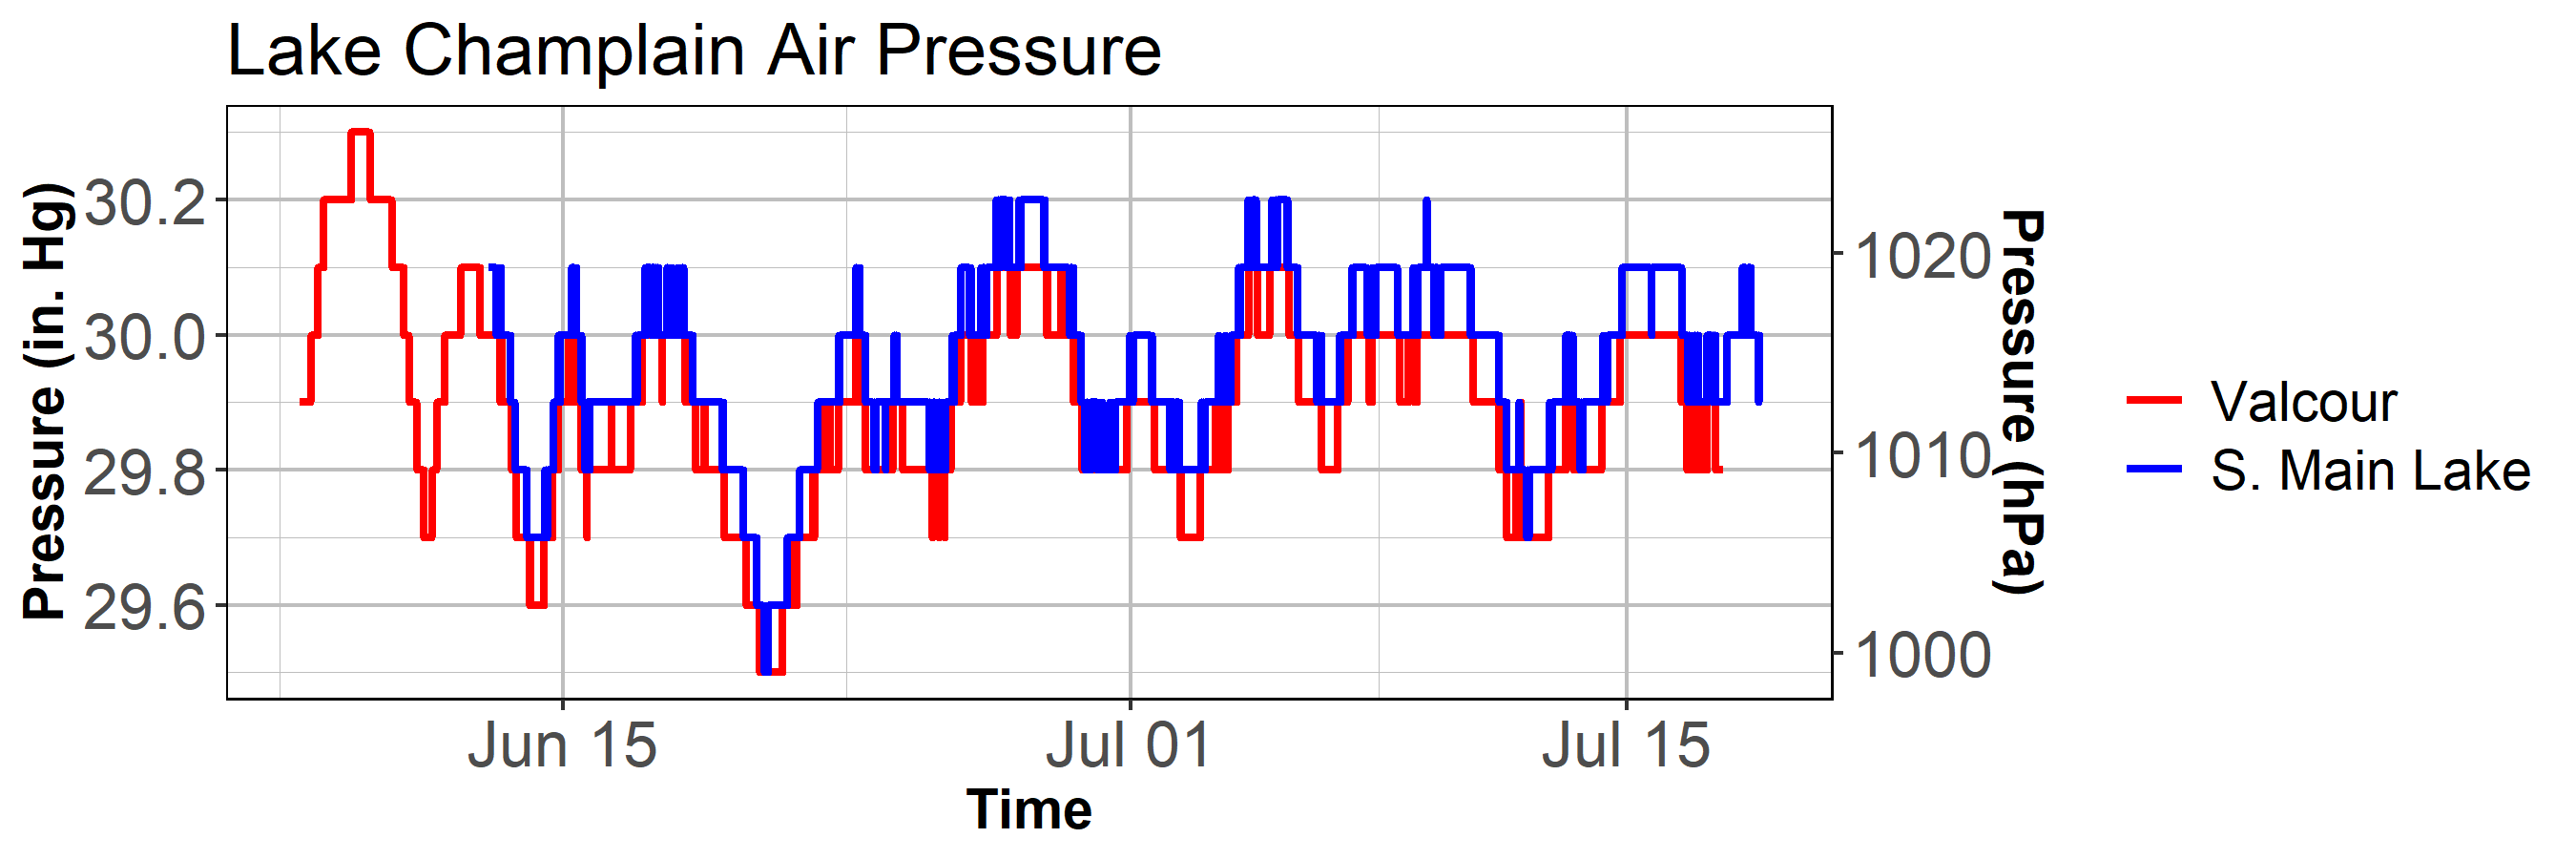 Lake Champlain Air Pressure
Pressure (in. Hg)
30.2
30.0
29.8
29.6
1020
1010
1000
Pressure (hPa)
Valcour
S. Main Lake
Jun 15
Jul 01
Jul 15
Time